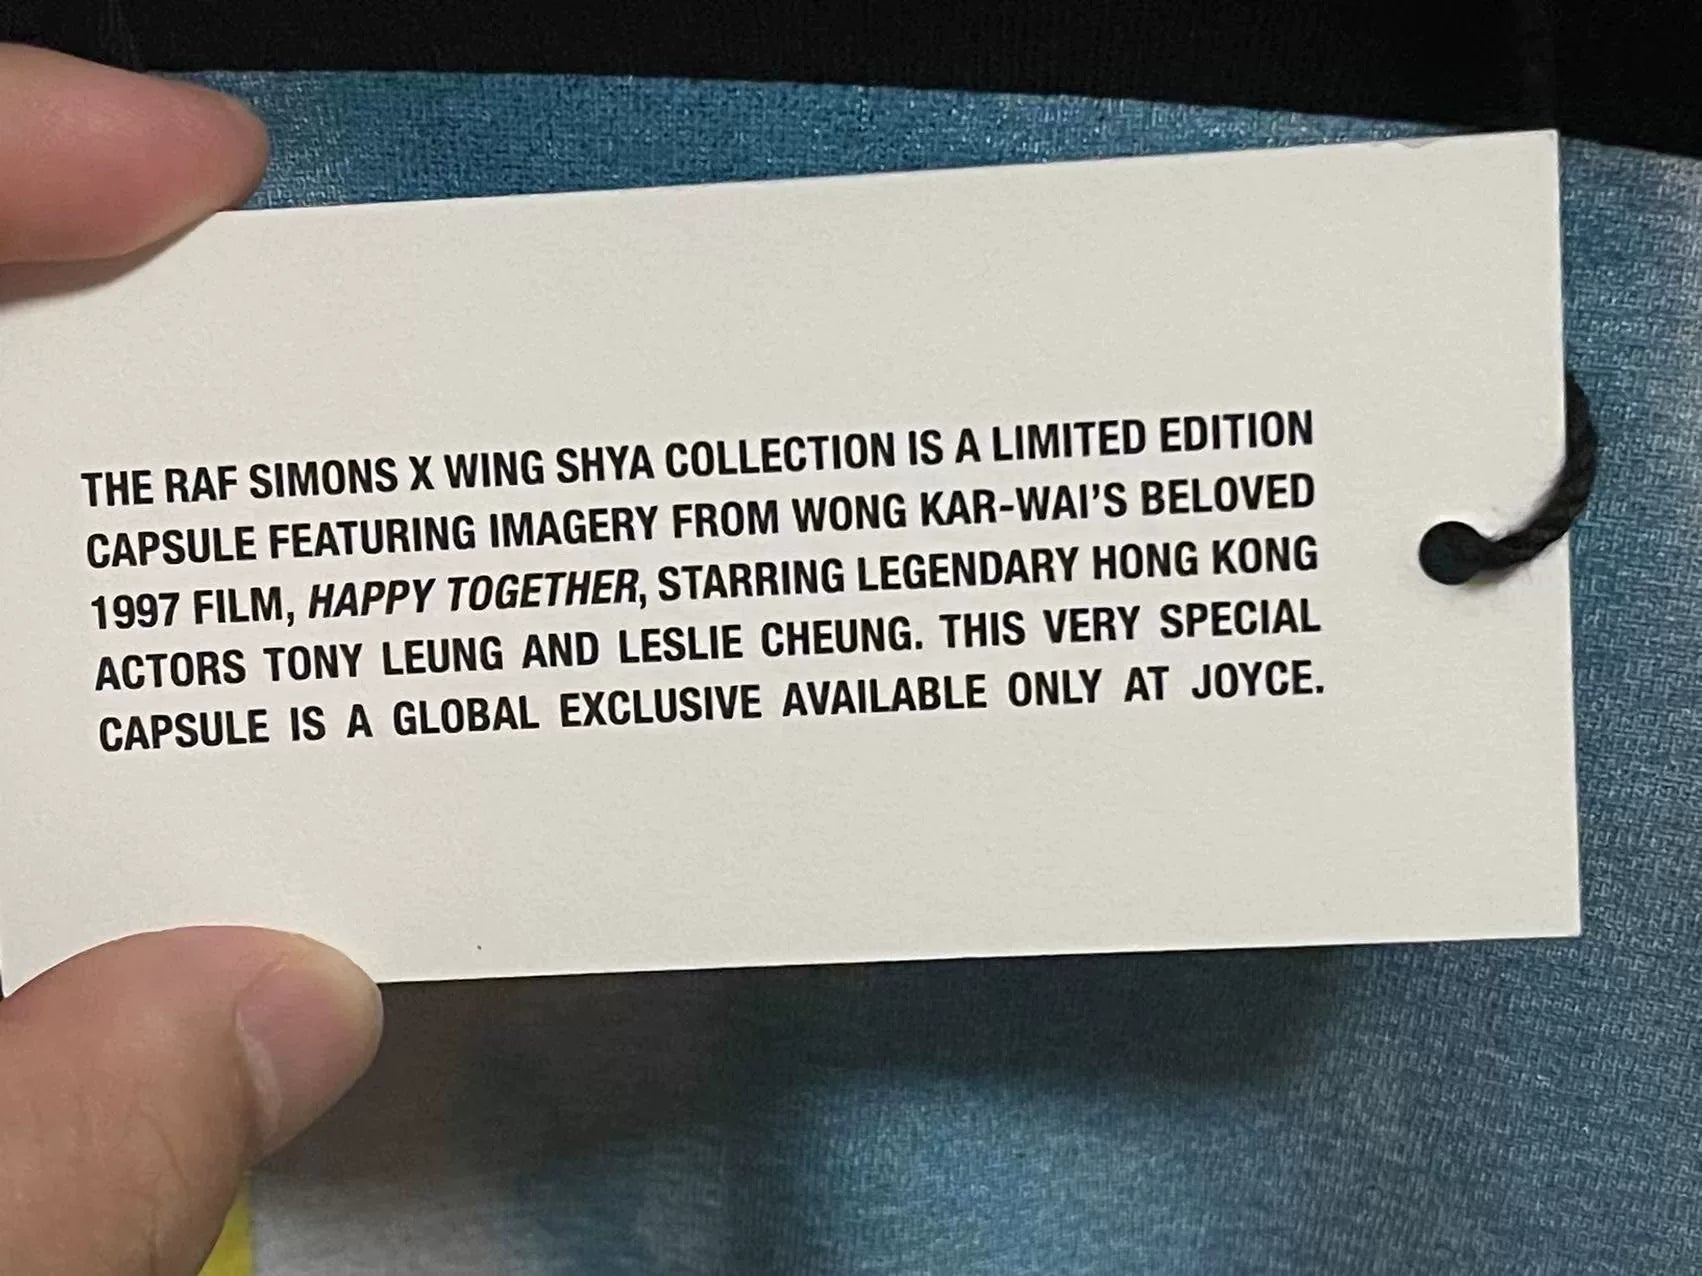 THE RAF SIMONS X WING SHYA COLLECTION IS A LIMITED EDITION
CAPSULE FEATURING IMAGERY FROM WONG KAR-WAI'S BELOVED
1997 FILM, HAPPY TOGETHER, STARRING LEGENDARY HONG KONG
ACTORS TONY LEUNG AND LESLIE CHEUNG. THIS VERY SPECIAL
CAPSULE IS A GLOBAL EXCLUSIVE AVAILABLE ONLY AT JOYCE.